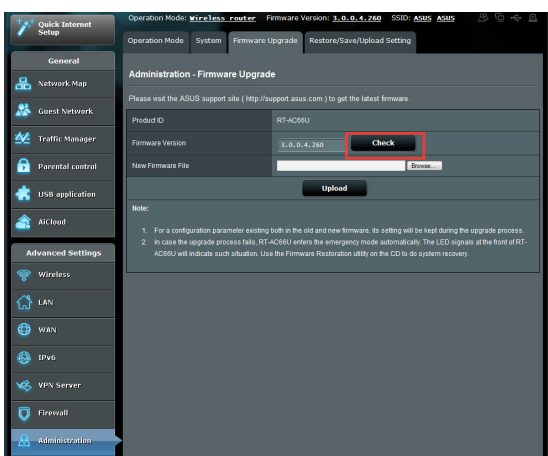 Quick Internet
Setup
Operation Mode: Wireless router Firmware Version: 3.0.0.4.260 SSID: ASUS ASUS
Operation Mode System Firmware Upgrade Restore/Save/Upload Setting
General
Network Map
Guest Network
Traffic Manager
Parental control
USB application
AiCloud
Advanced Settings
Wireless
LAN
WAN
IPv6
VPN Server
Firewall
Administration
Administration - Firmware Upgrade
Please visit the ASUS support site ( http://support.asus.com ) to get the latest firmware.
Product ID RT-AC66U
Firmware Version 3.0.0.4.260 Check
New Firmware File Browse...
Upload
Note:
1. For a configuration parameter existing both in the old and new firmware, its setting will be kept during the upgrade process.
2. In case the upgrade process fails, RT-AC66U enters the emergency mode automatically. The LED signals at the front of RT-
AC66U will indicate such situation. Use the Firmware Restoration utility on the CD to do system recovery.